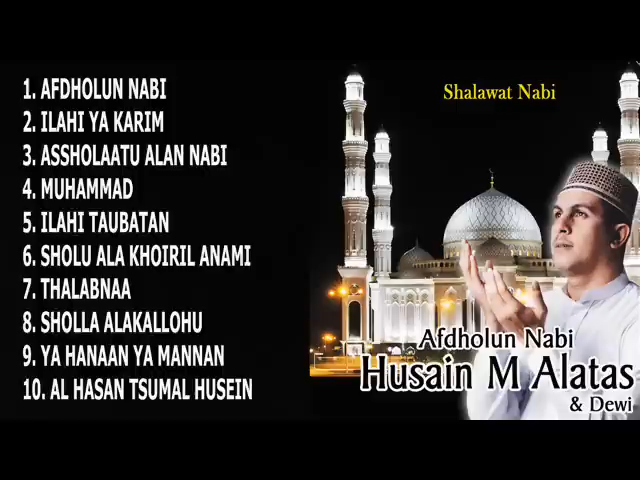 1. AFDHOLUN NABI
2. ILAHI YA KARIM
3. ASSHOLAATU ALAN NABI
4. MUHAMMAD
5. ILAHI TAUBATAN
6. SHOLU ALA KHOIRIL ANAMI
7. THALABNAA
8. SHOLLA ALAKALLOHU
9. YA HANAAN YA MANNAN
10. AL HASAN TSUMAL HUSEIN
Shalawat Nabi
Afdholun Nabi
Husain M Alatas
& Dewi